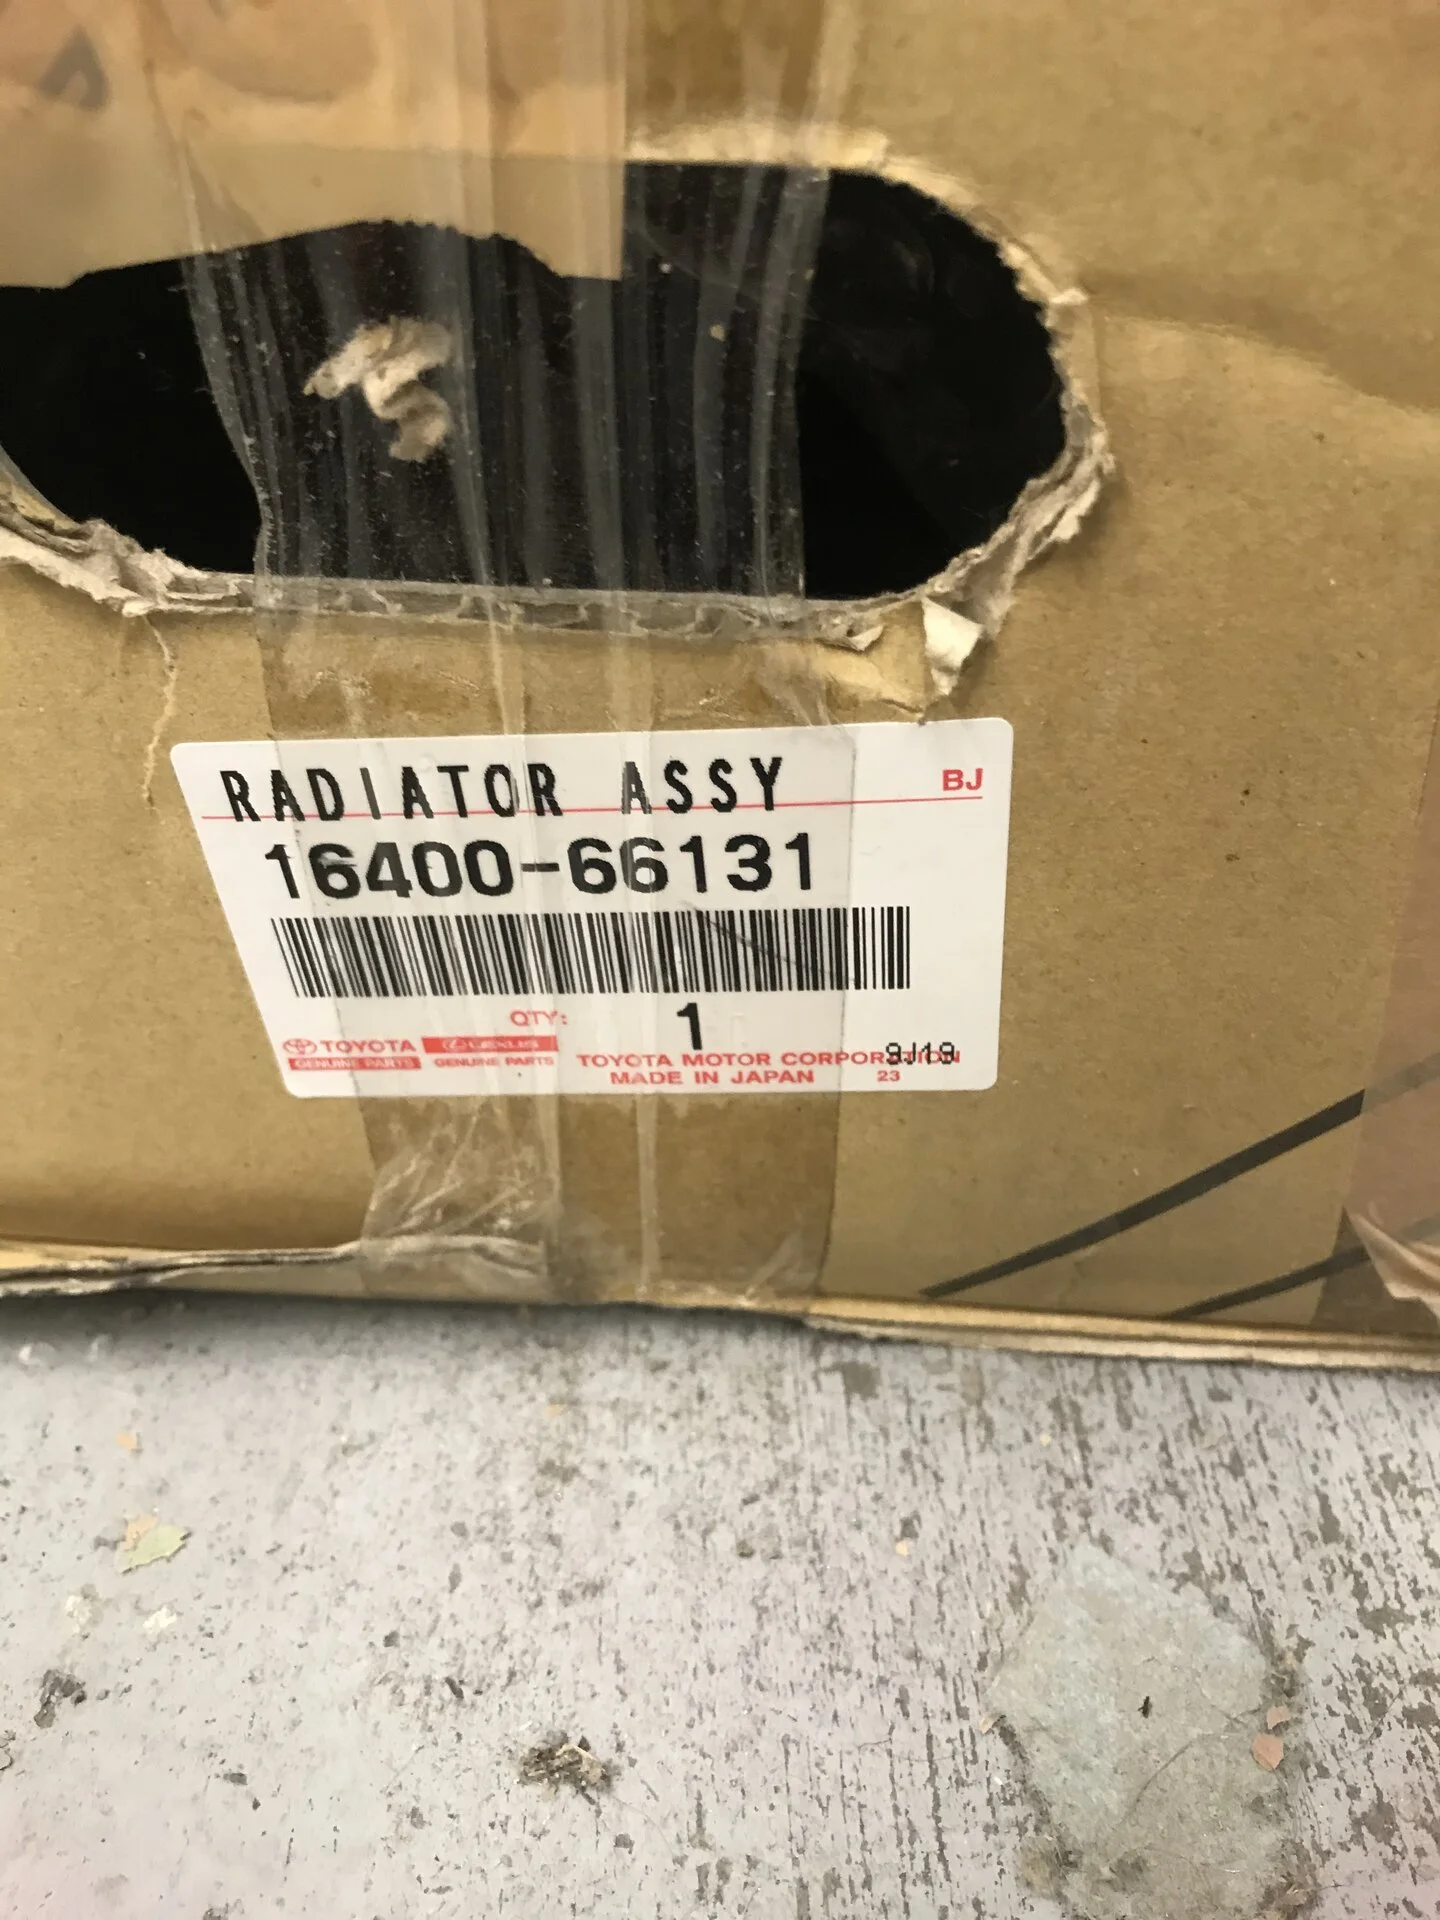 RADIATOR ASSY
BJ
16400-66131
QTY: 1
TOYOTA
GENUINE PARTS
LEXUS
GENUINE PARTS
9J19
TOYOTA MOTOR CORPORATION
MADE IN JAPAN 23